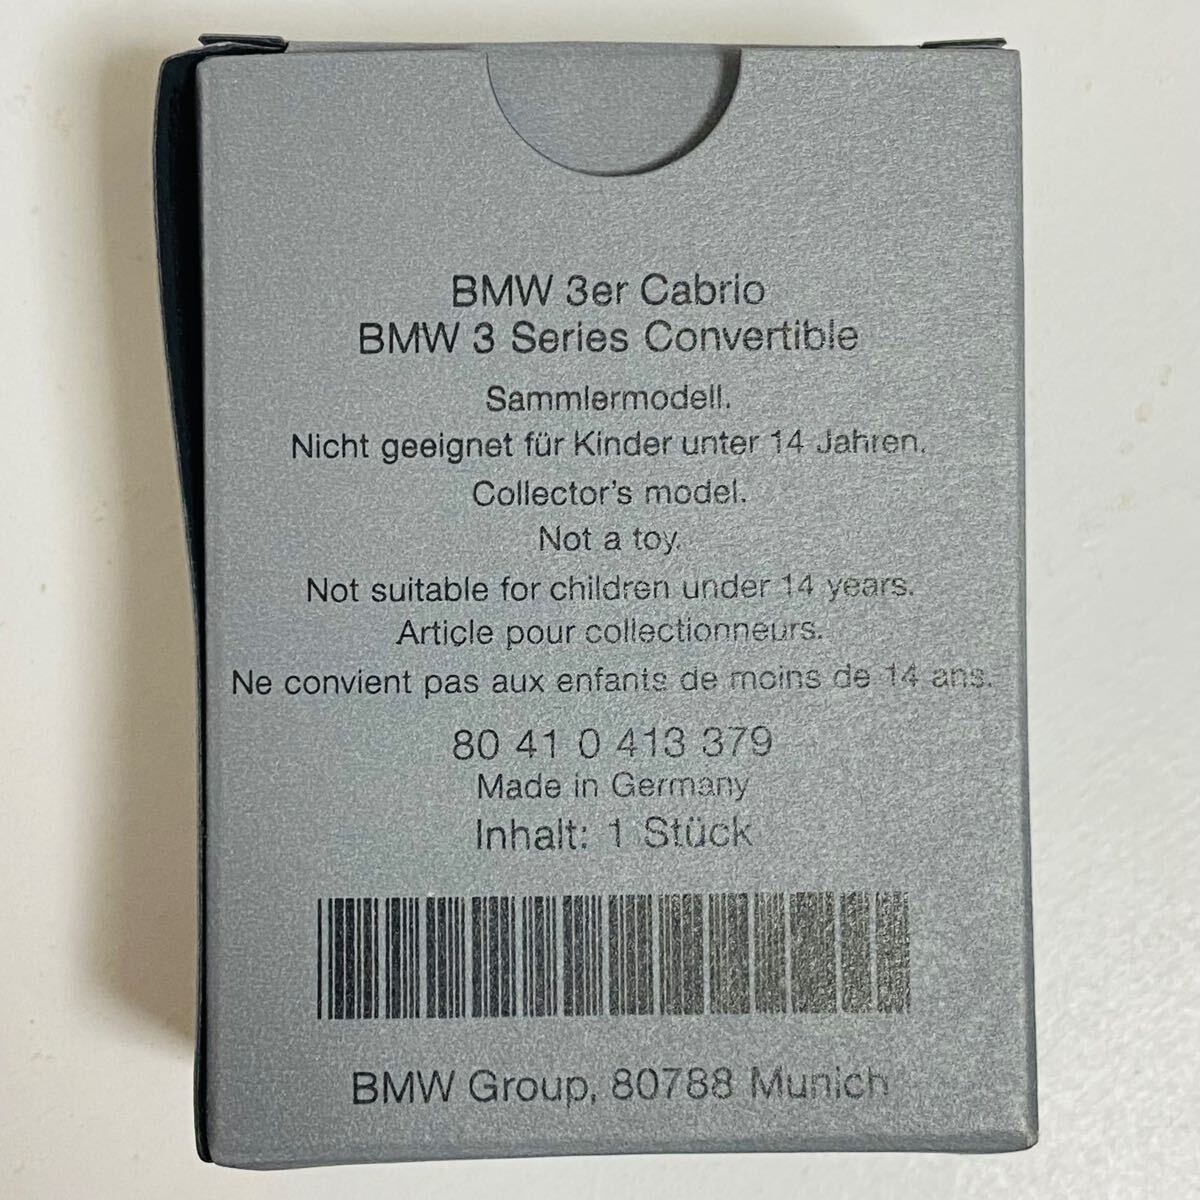 BMW 3er Cabrio
BMW 3 Series Convertible
Sammlermodell.
Nicht geeignet für Kinder unter 14 Jahren.
Collector's model.
Not a toy.
Not suitable for children under 14 years.
Article pour collectionneurs.
Ne convient pas aux enfants de moins de 14 ans.
80 41 0 413 379
Made in Germany
Inhalt: 1 Stück
BMW Group, 80788 Munich